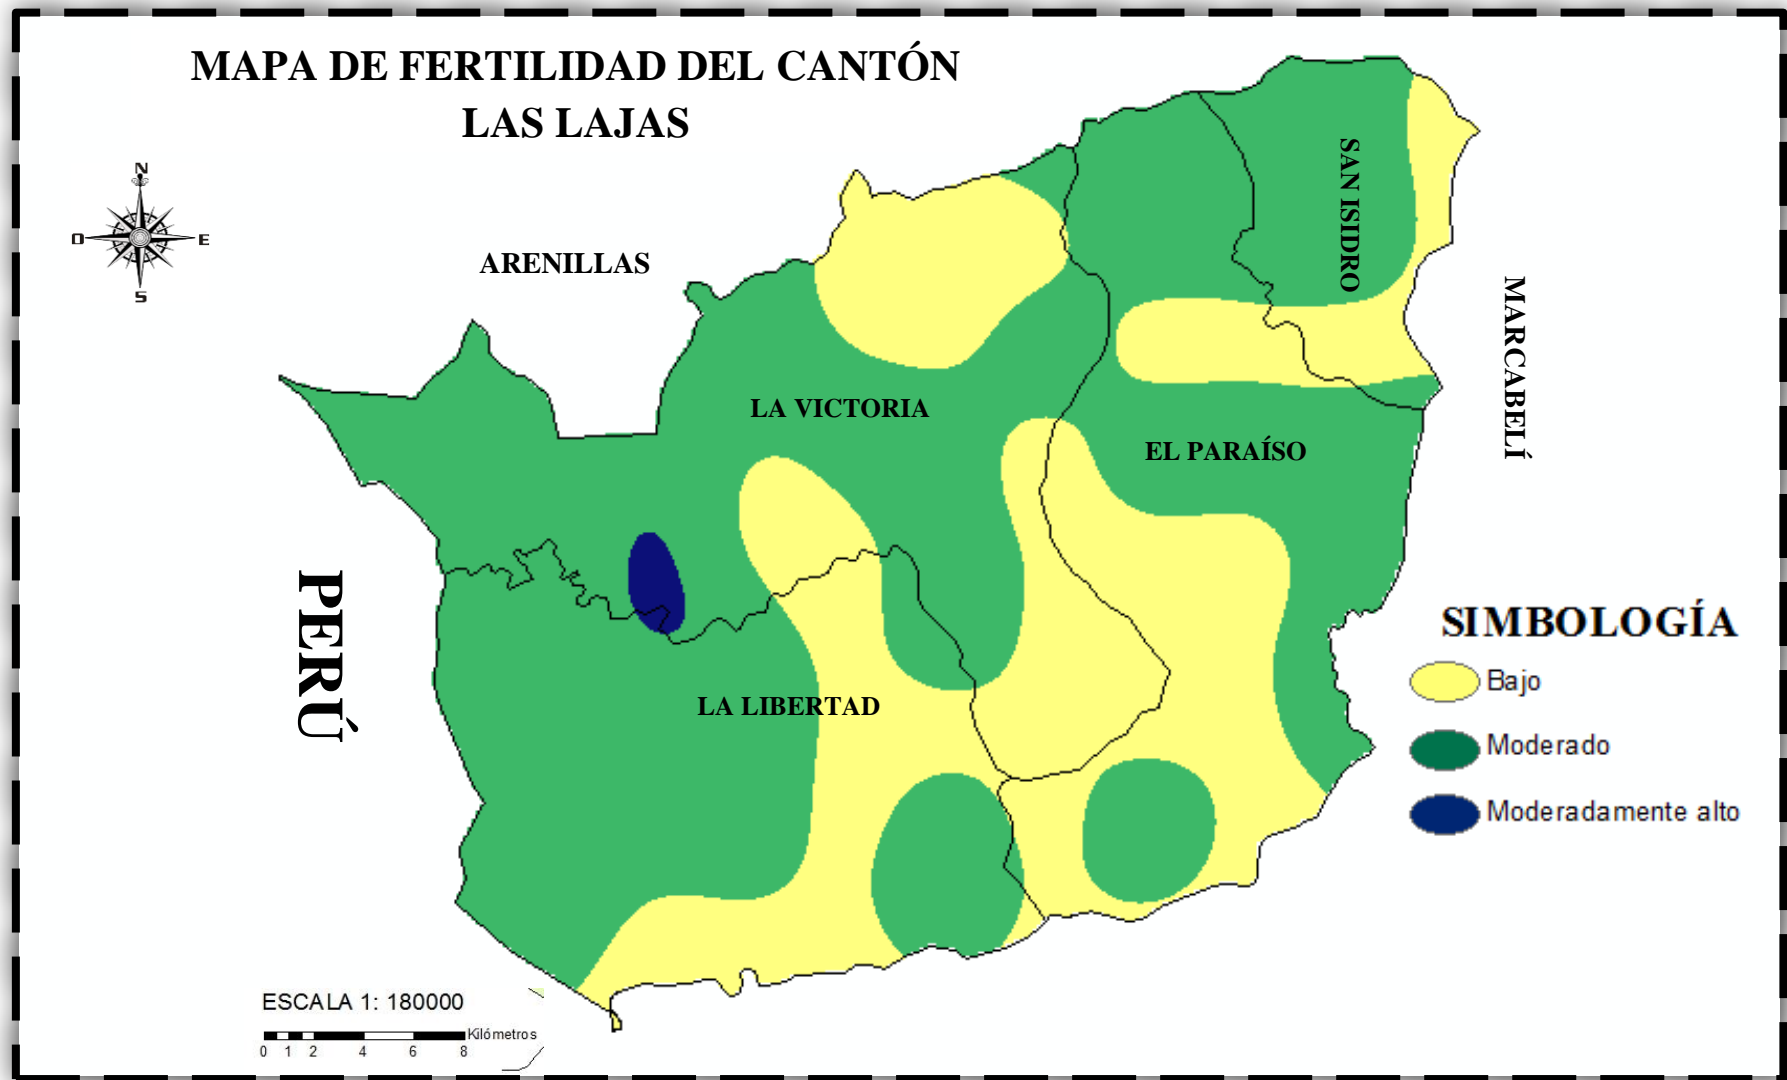 MAPA DE FERTILIDAD DEL CANTÓN
LAS LAJAS
N
O
E
S
ARENILLAS
SAN ISIDRO
MARCABELÍ
LA VICTORIA
EL PARAÍSO
PERÚ
LA LIBERTAD
SIMBOLOGÍA
Bajo
Moderado
Moderadamente alto
ESCALA 1: 180000
Kilómetros
0 1 2 4 6 8